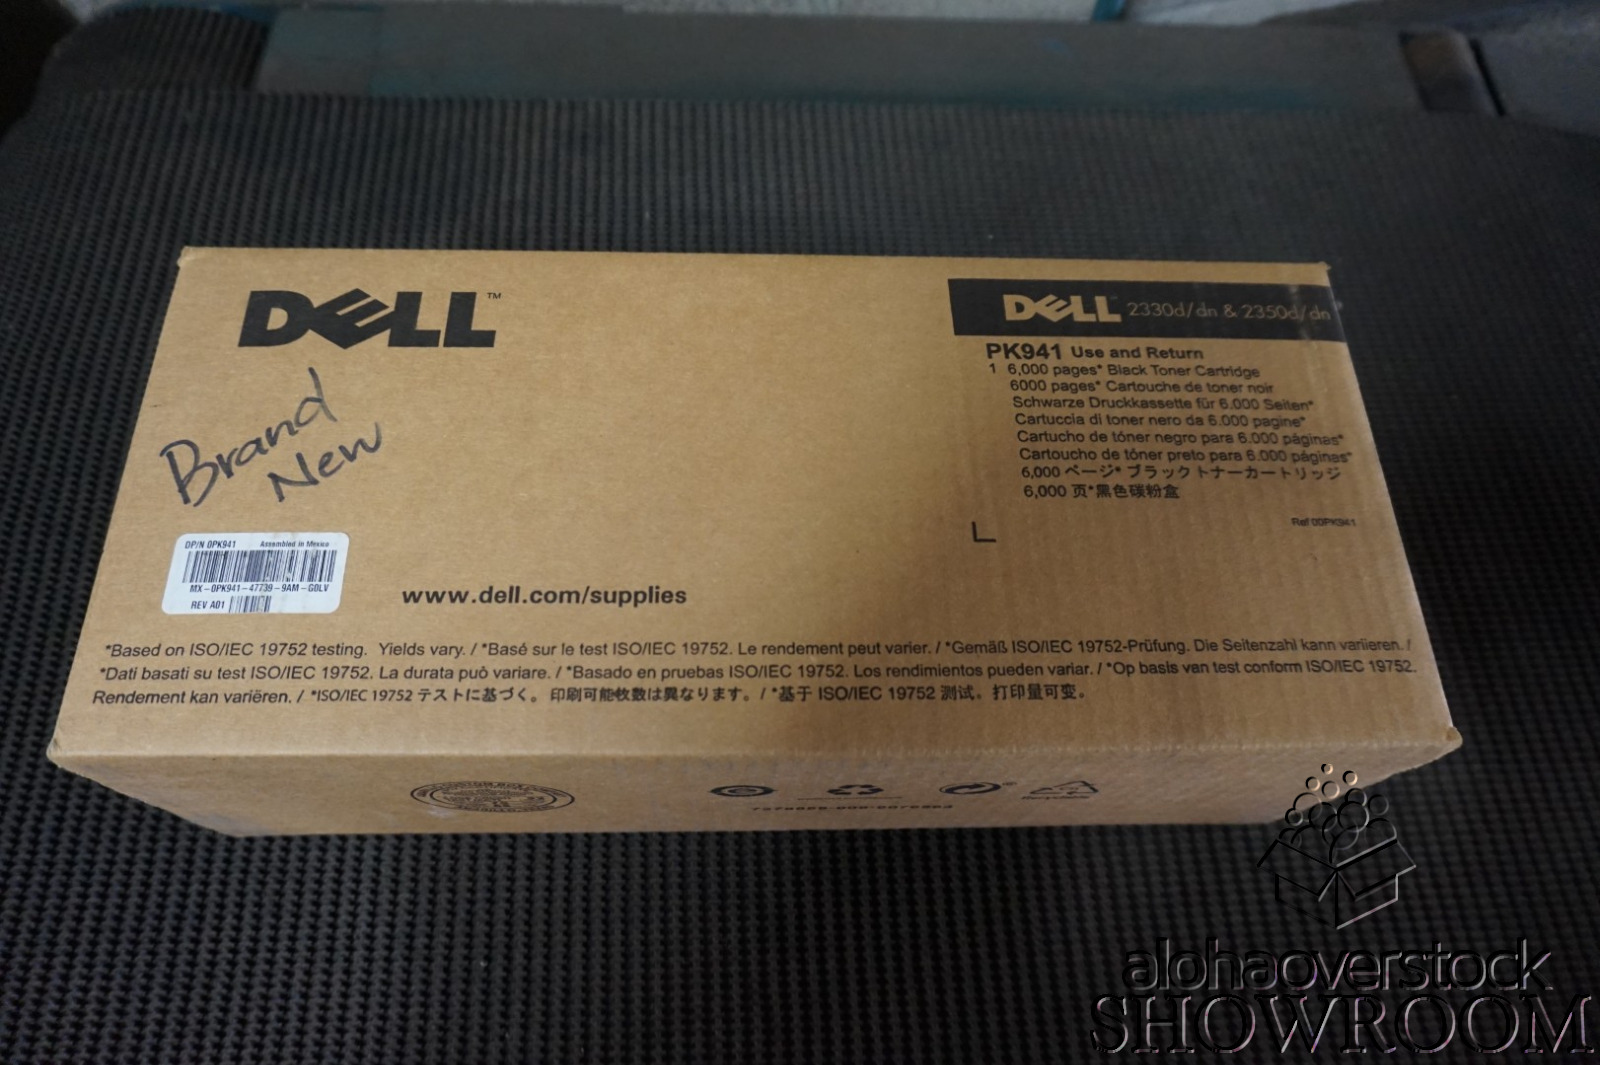 DELL™
DELL 2330d/dn & 2350d/dn
PK941 Use and Return
1 6,000 pages* Black Toner Cartridge
6000 pages* Cartouche de toner noir
Schwarze Druckkassette für 6.000 Seiten*
Cartuccia di toner nero da 6.000 pagine*
Cartucho de tóner negro para 6.000 páginas*
Cartoucho de tóner preto para 6.000 páginas*
6,000 ページ* ブラックトナーカートリッジ
6,000 页*黑色碳粉盒
Ref 00PK941
Brand
New
DP/N 0PK941 Assembled in Mexico
MX-0PK941-47739-9AM-G0LV
REV A01
www.dell.com/supplies
*Based on ISO/IEC 19752 testing. Yields vary. / *Basé sur le test ISO/IEC 19752. Le rendement peut varier. / *Gemäß ISO/IEC 19752-Prüfung. Die Seitenzahl kann variieren. /
*Dati basati su test ISO/IEC 19752. La durata può variare. / *Basado en pruebas ISO/IEC 19752. Los rendimientos pueden variar. / *Op basis van test conform ISO/IEC 19752.
Rendement kan variëren. / *ISO/IEC 19752 テストに基づく。印刷可能枚数は異なります。/ *基于 ISO/IEC 19752 测试。打印量可变。
alohaoverstock
SHOWROOM